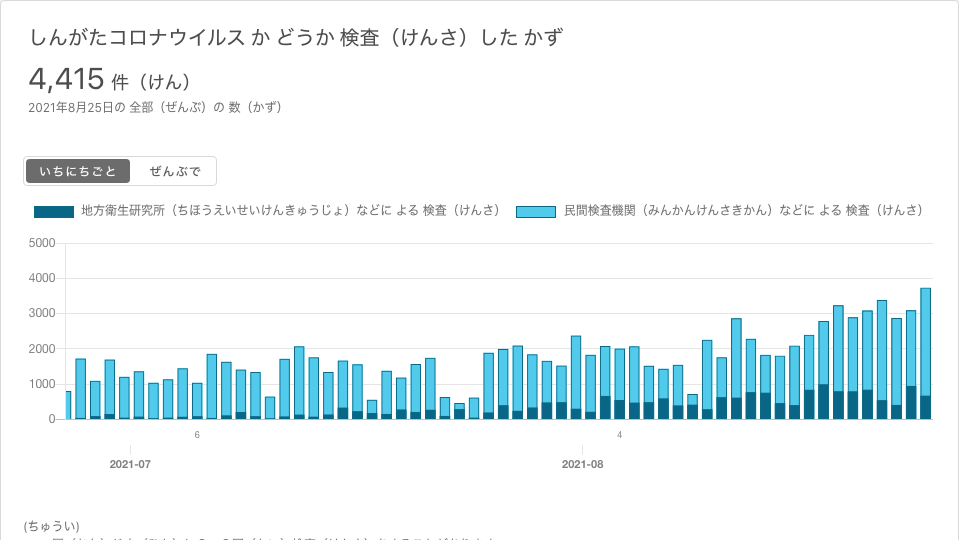 しんがたコロナウイルス か どうか 検査（けんさ）した かず
4,415 件（けん）
2021年8月25日の 全部（ぜんぶ）の 数（かず）
いちにちごと ぜんぶで
地方衛生研究所（ちほうえいせいけんきゅうじょ）などに よる 検査（けんさ） 民間検査機関（みんかんけんさきかん）などに よる 検査（けんさ）
5000
4000
3000
2000
1000
0
6 4
2021-07 2021-08
(ちゅうい)